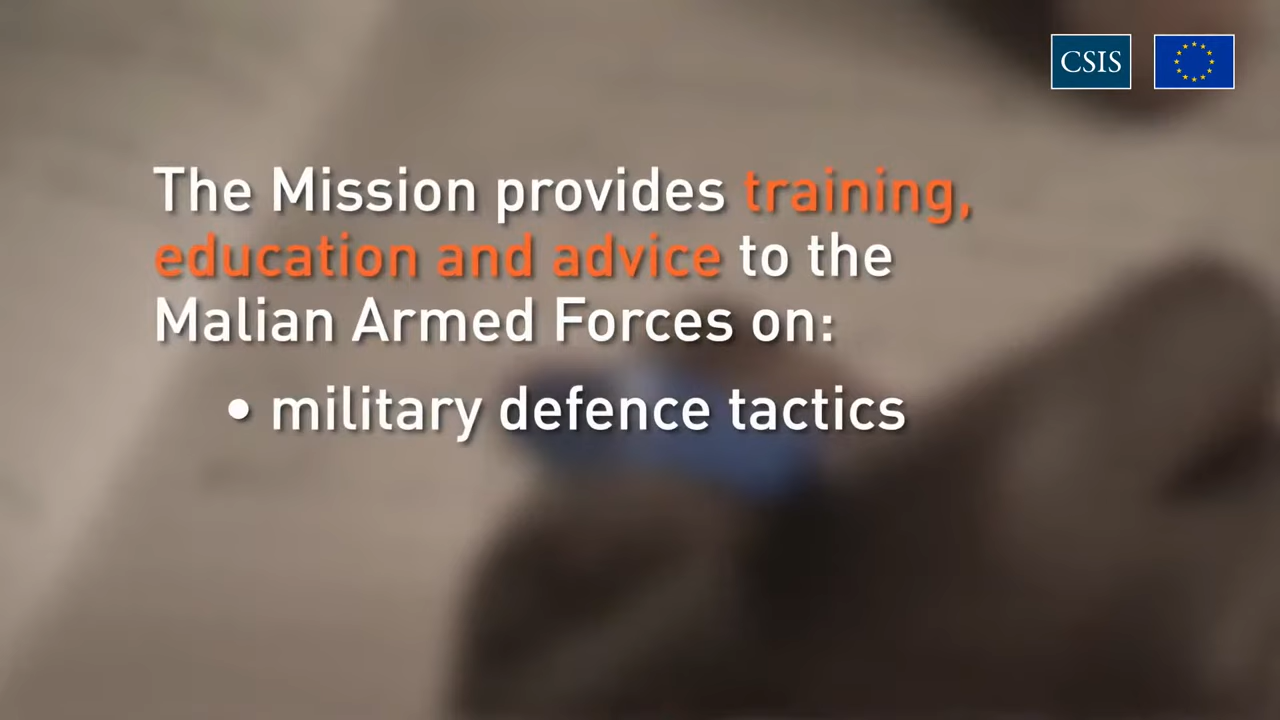 CSIS
The Mission provides training,
education and advice to the
Malian Armed Forces on:
• military defence tactics